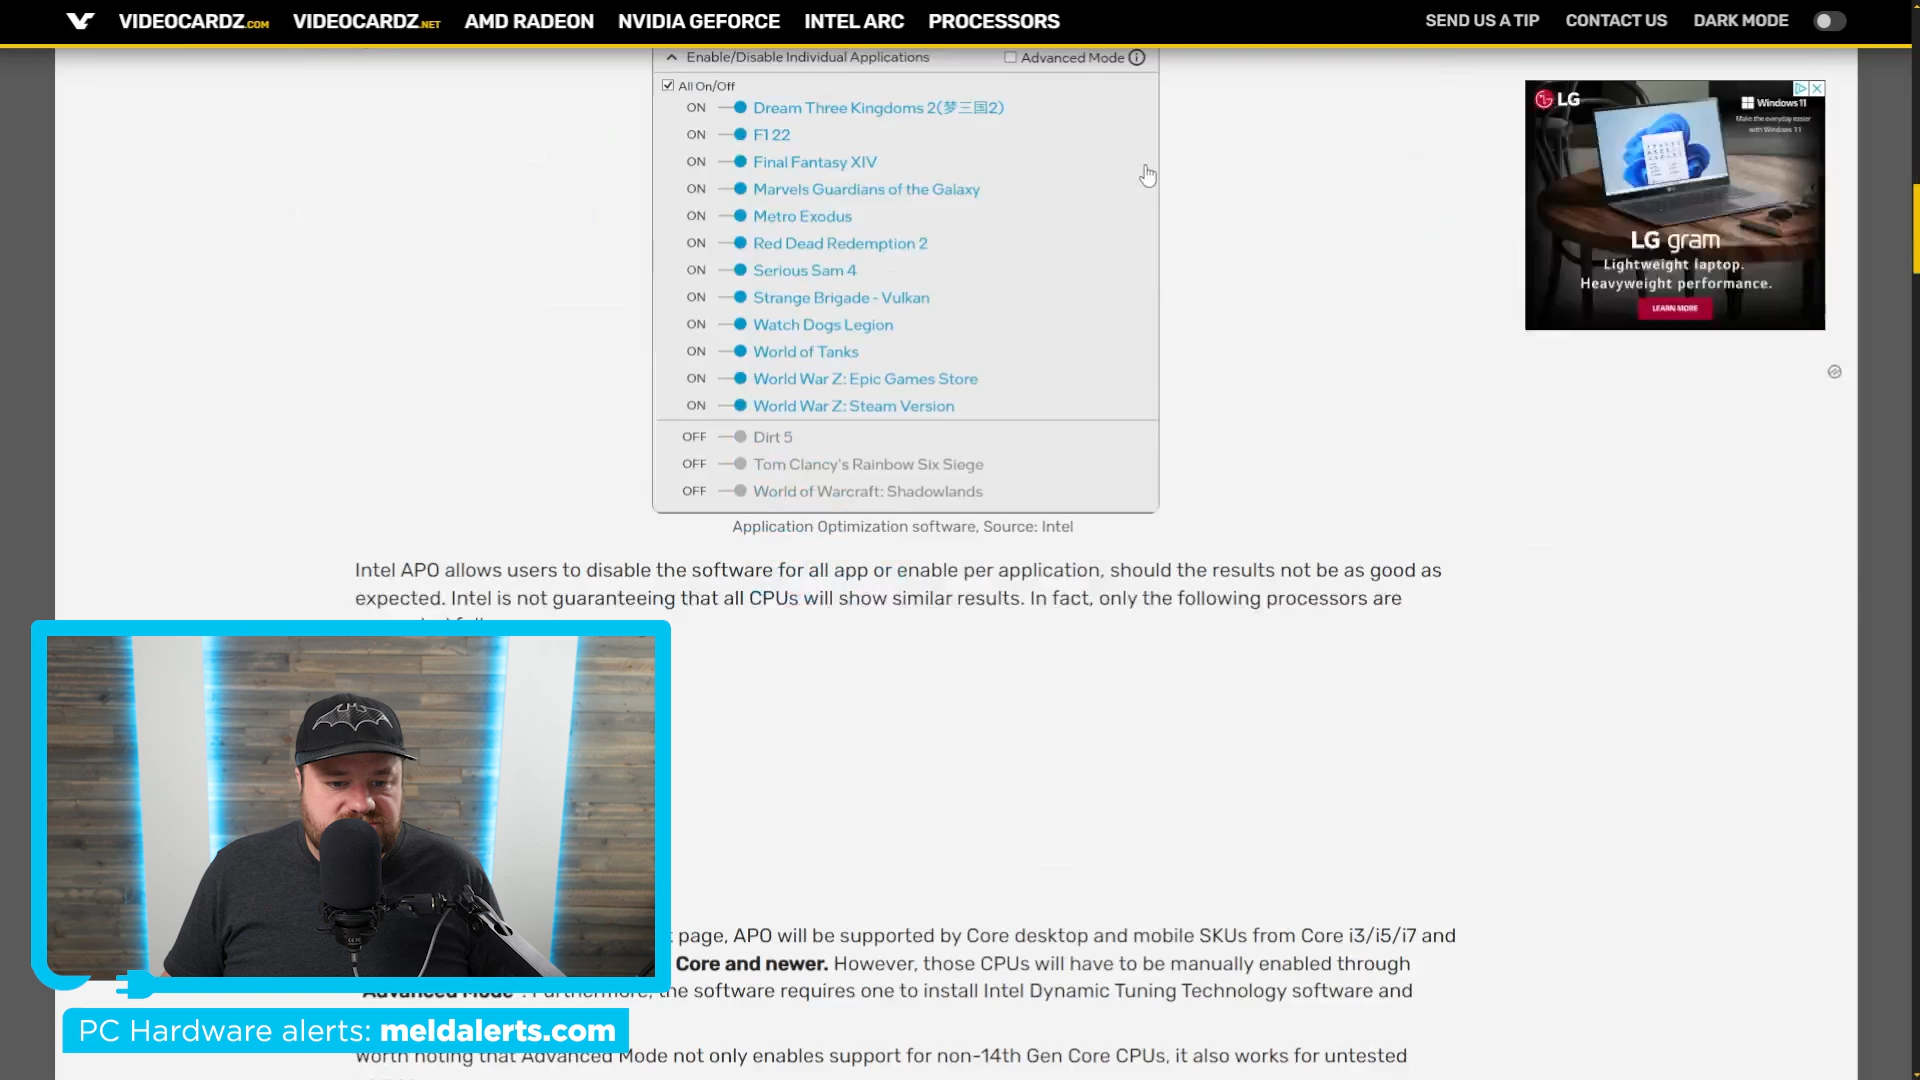 VIDEOCARDZ.COM VIDEOCARDZ.NET AMD RADEON NVIDIA GEFORCE INTEL ARC PROCESSORS SEND US A TIP CONTACT US DARK MODE
Enable/Disable Individual Applications Advanced Mode
All On/Off
ON Dream Three Kingdoms 2(梦三国2)
ON F1 22
ON Final Fantasy XIV
ON Marvels Guardians of the Galaxy
ON Metro Exodus
ON Red Dead Redemption 2
ON Serious Sam 4
ON Strange Brigade - Vulkan
ON Watch Dogs Legion
ON World of Tanks
ON World War Z: Epic Games Store
ON World War Z: Steam Version
OFF Dirt 5
OFF Tom Clancy's Rainbow Six Siege
OFF World of Warcraft: Shadowlands
Application Optimization software, Source: Intel
LG
Windows 11
Make the everyday easier
with Windows 11
LG gram
Lightweight laptop.
Heavyweight performance.
LEARN MORE
Intel APO allows users to disable the software for all app or enable per application, should the results not be as good as
expected. Intel is not guaranteeing that all CPUs will show similar results. In fact, only the following processors are
page, APO will be supported by Core desktop and mobile SKUs from Core i3/i5/i7 and
Core and newer. However, those CPUs will have to be manually enabled through
the software requires one to install Intel Dynamic Tuning Technology software and
PC Hardware alerts: meldalerts.com
Worth noting that Advanced Mode not only enables support for non-14th Gen Core CPUs, it also works for untested